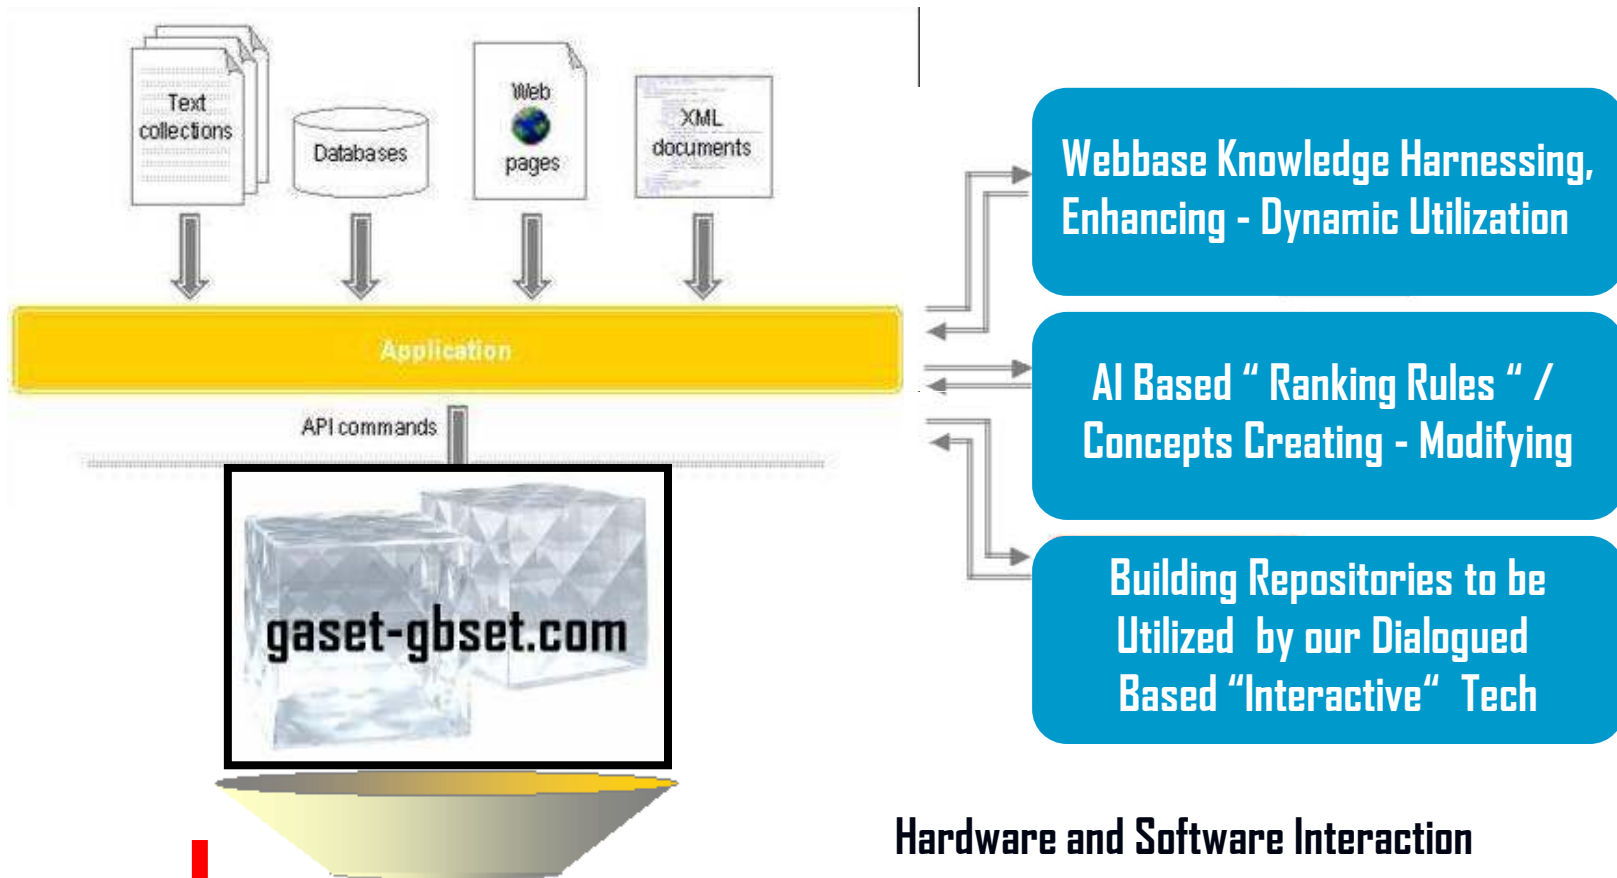 Text
collections
Databases
Web
pages
XML
documents
Application
API commands
gaset-gbset.com
Webbase Knowledge Harnessing,
Enhancing - Dynamic Utilization
AI Based “ Ranking Rules “ /
Concepts Creating - Modifying
Building Repositories to be
Utilized by our Dialogued
Based “Interactive“ Tech
Hardware and Software Interaction